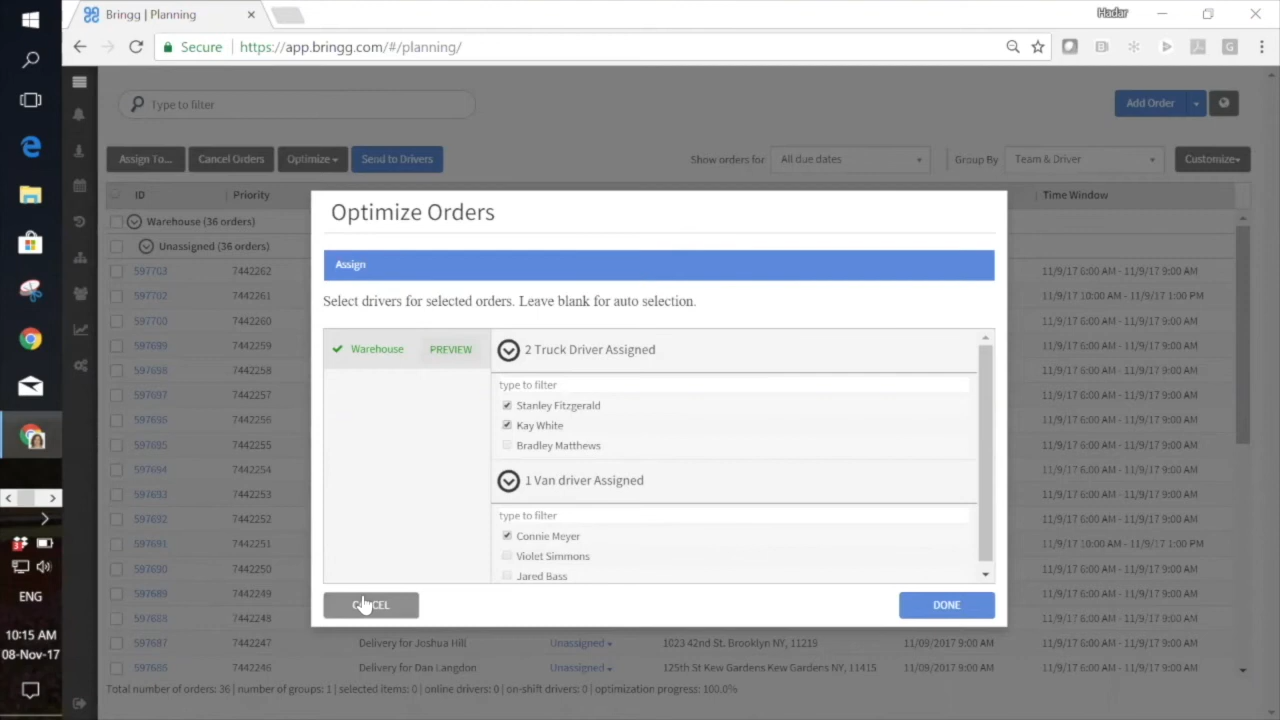 Bringg | Planning
Hadar
Secure
https://app.bringg.com/#/planning/
Type to filter
Add Order
Assign To...
Cancel Orders
Optimize
Send to Drivers
Show orders for
All due dates
Group By
Team & Driver
Customize
ID
Priority
Time Window
Warehouse (36 orders)
Unassigned (36 orders)
597703 7442262 11/9/17 6:00 AM - 11/9/17 9:00 AM
597702 7442261 11/9/17 10:00 AM - 11/9/17 1:00 PM
597700 7442260 11/9/17 6:00 AM - 11/9/17 9:00 AM
597699 7442259 11/9/17 6:00 AM - 11/9/17 9:00 AM
597698 7442258 11/9/17 6:00 AM - 11/9/17 9:00 AM
597697 7442257 11/9/17 6:00 AM - 11/9/17 9:00 AM
597696 7442256 11/9/17 6:00 AM - 11/9/17 9:00 AM
597695 7442255 11/9/17 6:00 AM - 11/9/17 9:00 AM
597694 7442254 11/9/17 6:00 AM - 11/9/17 9:00 AM
597693 7442253 11/9/17 6:00 AM - 11/9/17 9:00 AM
597692 7442252 11/9/17 6:00 AM - 11/9/17 9:00 AM
597691 7442251 11/9/17 10:00 AM - 11/9/17 1:00 PM
597690 7442250 11/9/17 6:00 AM - 11/9/17 9:00 AM
597689 7442249 11/9/17 6:00 AM - 11/9/17 9:00 AM
597688 7442248 11/9/17 6:00 AM - 11/9/17 9:00 AM
597687 7442247 Delivery for Joshua Hill Unassigned 1023 42nd St. Brooklyn NY, 11219 11/09/2017 9:00 AM 11/9/17 6:00 AM - 11/9/17 9:00 AM
597686 7442246 Delivery for Dan Langdon Unassigned 125th St Kew Gardens Kew Gardens NY, 11415 11/09/2017 9:00 AM 11/9/17 6:00 AM - 11/9/17 9:00 AM
Total number of orders: 36 | number of groups: 1 | selected items: 0 | online drivers: 0 | on-shift drivers: 0 | optimization progress: 100.0%
Optimize Orders
Assign
Select drivers for selected orders. Leave blank for auto selection.
Warehouse
PREVIEW
2 Truck Driver Assigned
type to filter
Stanley Fitzgerald
Kay White
Bradley Matthews
1 Van driver Assigned
type to filter
Connie Meyer
Violet Simmons
Jared Bass
CANCEL
DONE
ENG
10:15 AM
08-Nov-17